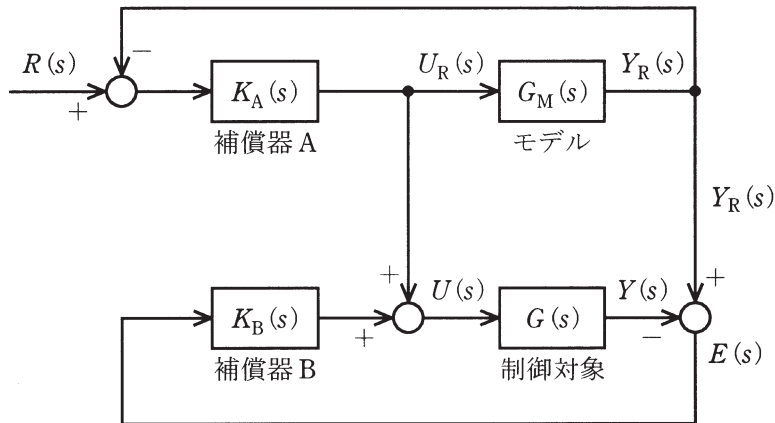 −
R(s)
+
K_A(s)
補償器 A
U_R(s)
G_M(s)
モデル
Y_R(s)
Y_R(s)
K_B(s)
補償器 B
+
+
U(s)
G(s)
制御対象
Y(s)
+
−
E(s)